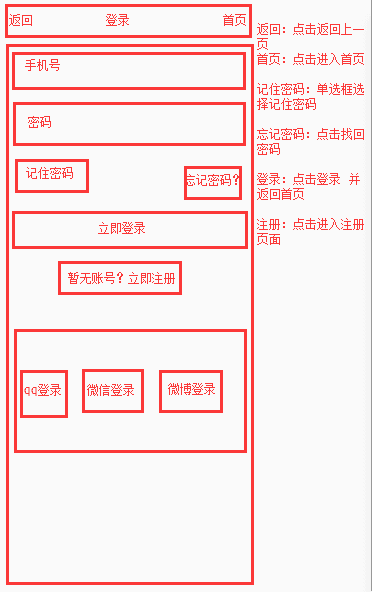 返回 登录 首页
手机号
密码
记住密码 忘记密码?
立即登录
暂无账号? 立即注册
qq登录 微信登录 微博登录
返回: 点击返回上一
页
首页: 点击进入首页
记住密码: 单选框选
择记住密码
忘记密码: 点击找回
密码
登录: 点击登录 并
返回首页
注册: 点击进入注册
页面